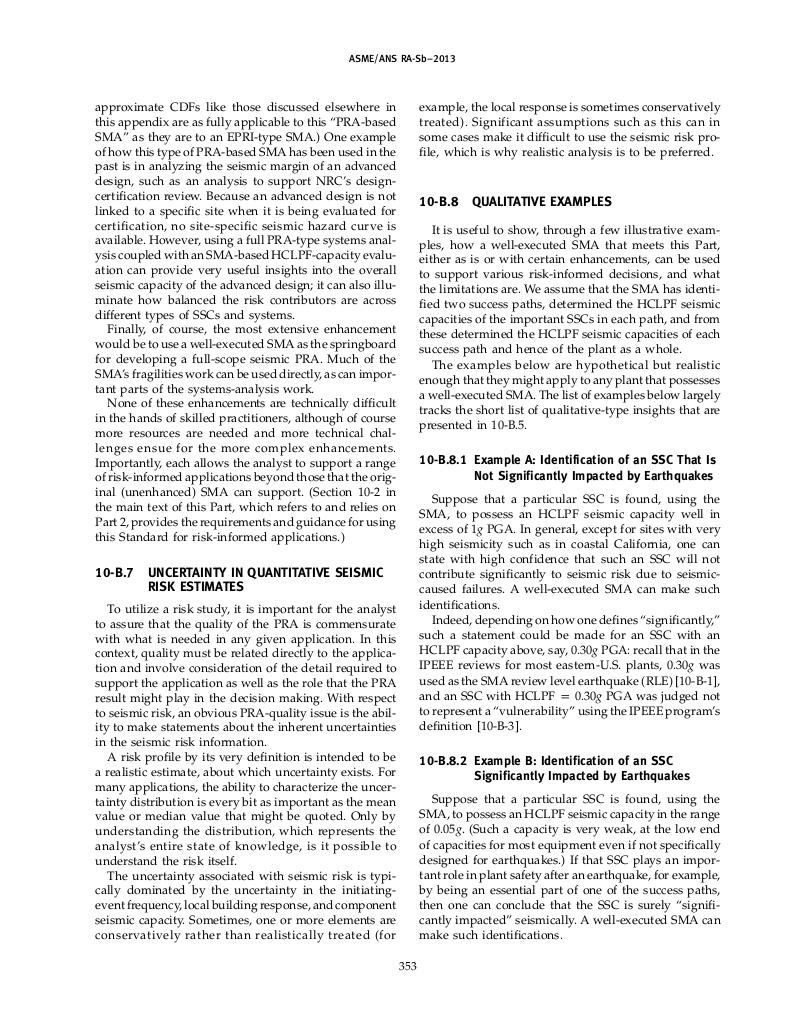 ASME/ANS RA-Sb–2013
approximate CDFs like those discussed elsewhere in
this appendix are as fully applicable to this “PRA-based
SMA” as they are to an EPRI-type SMA.) One example
of how this type of PRA-based SMA has been used in the
past is in analyzing the seismic margin of an advanced
design, such as an analysis to support NRC’s design-
certification review. Because an advanced design is not
linked to a specific site when it is being evaluated for
certification, no site-specific seismic hazard curve is
available. However, using a full PRA-type systems anal-
ysis coupled with an SMA-based HCLPF-capacity evalu-
ation can provide very useful insights into the overall
seismic capacity of the advanced design; it can also illu-
minate how balanced the risk contributors are across
different types of SSCs and systems.
Finally, of course, the most extensive enhancement
would be to use a well-executed SMA as the springboard
for developing a full-scope seismic PRA. Much of the
SMA’s fragilities work can be used directly, as can impor-
tant parts of the systems-analysis work.
None of these enhancements are technically difficult
in the hands of skilled practitioners, although of course
more resources are needed and more technical chal-
lenges ensue for the more complex enhancements.
Importantly, each allows the analyst to support a range
of risk-informed applications beyond those that the orig-
inal (unenhanced) SMA can support. (Section 10-2 in
the main text of this Part, which refers to and relies on
Part 2, provides the requirements and guidance for using
this Standard for risk-informed applications.)
10-B.7 UNCERTAINTY IN QUANTITATIVE SEISMIC
RISK ESTIMATES
To utilize a risk study, it is important for the analyst
to assure that the quality of the PRA is commensurate
with what is needed in any given application. In this
context, quality must be related directly to the applica-
tion and involve consideration of the detail required to
support the application as well as the role that the PRA
result might play in the decision making. With respect
to seismic risk, an obvious PRA-quality issue is the abil-
ity to make statements about the inherent uncertainties
in the seismic risk information.
A risk profile by its very definition is intended to be
a realistic estimate, about which uncertainty exists. For
many applications, the ability to characterize the uncer-
tainty distribution is every bit as important as the mean
value or median value that might be quoted. Only by
understanding the distribution, which represents the
analyst’s entire state of knowledge, is it possible to
understand the risk itself.
The uncertainty associated with seismic risk is typi-
cally dominated by the uncertainty in the initiating-
event frequency, local building response, and component
seismic capacity. Sometimes, one or more elements are
conservatively rather than realistically treated (for
example, the local response is sometimes conservatively
treated). Significant assumptions such as this can in
some cases make it difficult to use the seismic risk pro-
file, which is why realistic analysis is to be preferred.
10-B.8 QUALITATIVE EXAMPLES
It is useful to show, through a few illustrative exam-
ples, how a well-executed SMA that meets this Part,
either as is or with certain enhancements, can be used
to support various risk-informed decisions, and what
the limitations are. We assume that the SMA has identi-
fied two success paths, determined the HCLPF seismic
capacities of the important SSCs in each path, and from
these determined the HCLPF seismic capacities of each
success path and hence of the plant as a whole.
The examples below are hypothetical but realistic
enough that they might apply to any plant that possesses
a well-executed SMA. The list of examples below largely
tracks the short list of qualitative-type insights that are
presented in 10-B.5.
10-B.8.1 Example A: Identification of an SSC That Is
Not Significantly Impacted by Earthquakes
Suppose that a particular SSC is found, using the
SMA, to possess an HCLPF seismic capacity well in
excess of 1g PGA. In general, except for sites with very
high seismicity such as in coastal California, one can
state with high confidence that such an SSC will not
contribute significantly to seismic risk due to seismic-
caused failures. A well-executed SMA can make such
identifications.
Indeed, depending on how one defines “significantly,”
such a statement could be made for an SSC with an
HCLPF capacity above, say, 0.30g PGA: recall that in the
IPEEE reviews for most eastern-U.S. plants, 0.30g was
used as the SMA review level earthquake (RLE) [10-B-1],
and an SSC with HCLPF = 0.30g PGA was judged not
to represent a “vulnerability” using the IPEEE program’s
definition [10-B-3].
10-B.8.2 Example B: Identification of an SSC
Significantly Impacted by Earthquakes
Suppose that a particular SSC is found, using the
SMA, to possess an HCLPF seismic capacity in the range
of 0.05g. (Such a capacity is very weak, at the low end
of capacities for most equipment even if not specifically
designed for earthquakes.) If that SSC plays an impor-
tant role in plant safety after an earthquake, for example,
by being an essential part of one of the success paths,
then one can conclude that the SSC is surely “signifi-
cantly impacted” seismically. A well-executed SMA can
make such identifications.
353